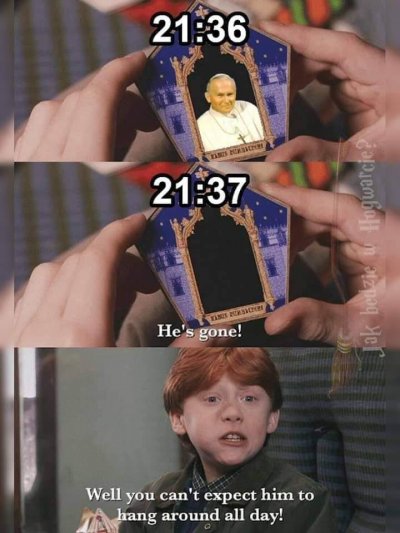 21:36
21:37
He's gone!
Jak będzie w Hogwarcie?
Well you can't expect him to
hang around all day!